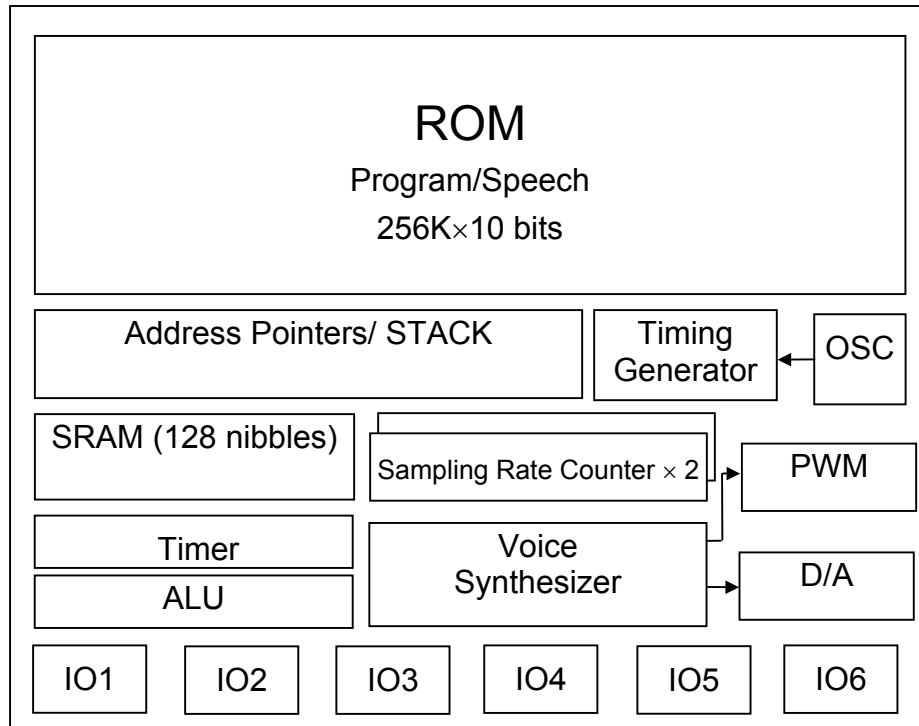 ROM
Program/Speech
256K×10 bits
Address Pointers/ STACK
Timing
Generator
OSC
SRAM (128 nibbles)
Sampling Rate Counter × 2
PWM
Timer
Voice
Synthesizer
D/A
ALU
IO1
IO2
IO3
IO4
IO5
IO6